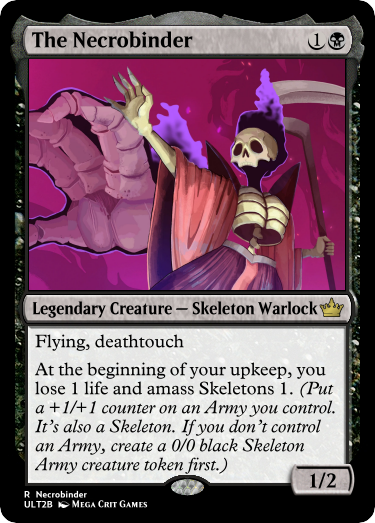 The Necrobinder 1
Legendary Creature — Skeleton Warlock
Flying, deathtouch
At the beginning of your upkeep, you
lose 1 life and amass Skeletons 1. (Put
a +1/+1 counter on an Army you control.
It's also a Skeleton. If you don't control
an Army, create a 0/0 black Skeleton
Army creature token first.)
1/2
R Necrobinder
ULT2B Mega Crit Games